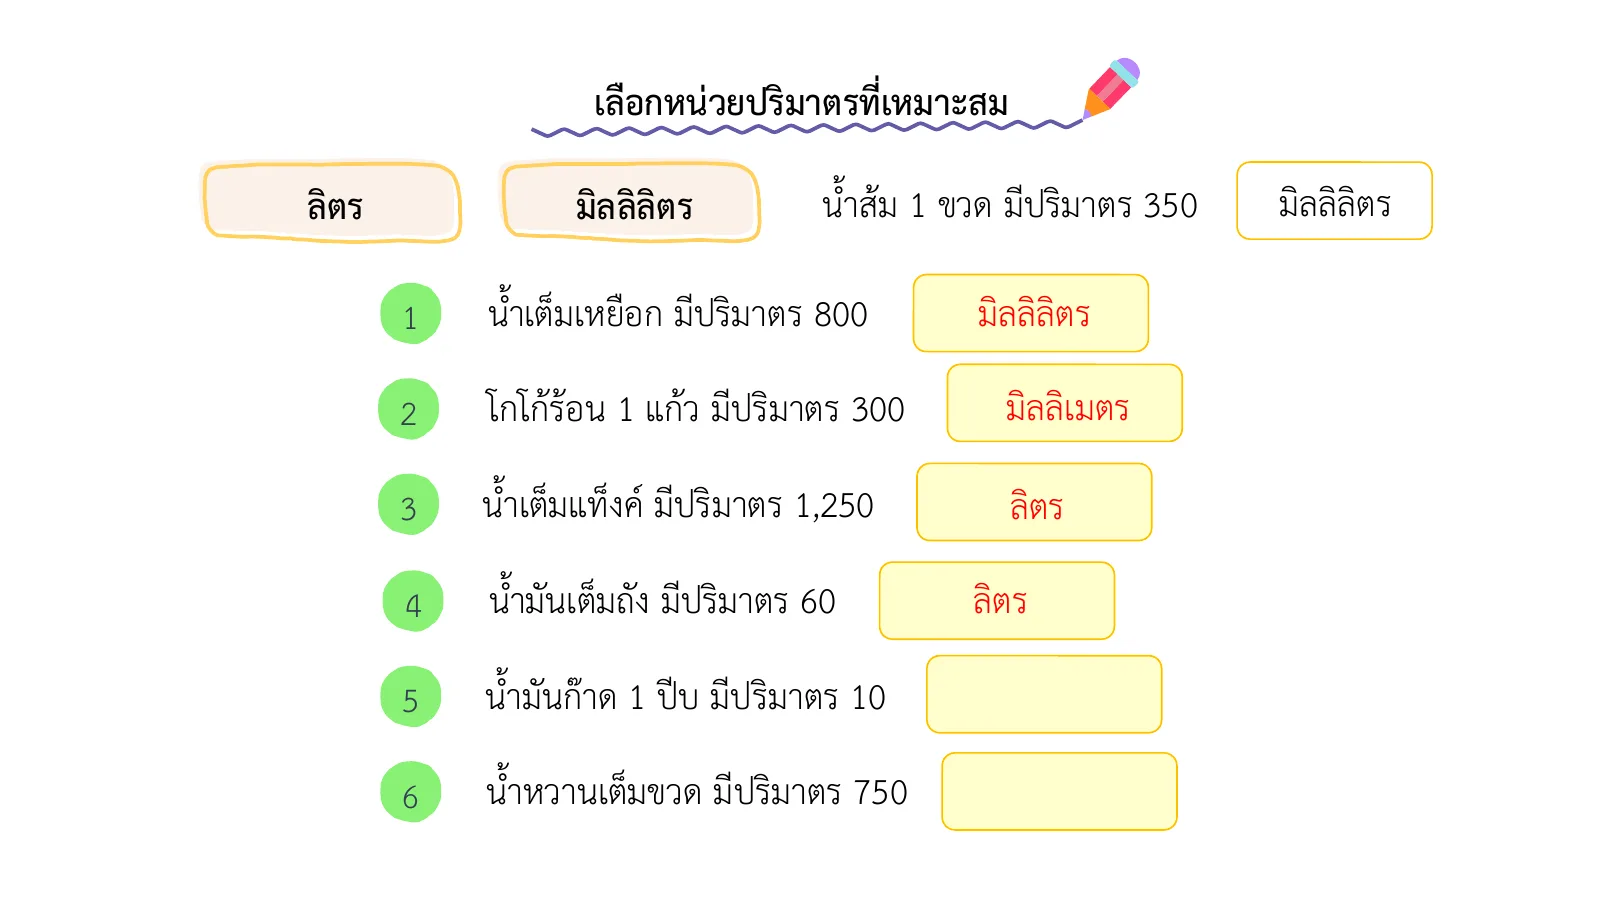 เลือกหน่วยปริมาตรที่เหมาะสม
ลิตร มิลลิลิตร น้ำส้ม 1 ขวด มีปริมาตร 350 มิลลิลิตร
1 น้ำเต็มเหยือก มีปริมาตร 800 มิลลิลิตร
2 โกโก้ร้อน 1 แก้ว มีปริมาตร 300 มิลลิเมตร
3 น้ำเต็มแท็งค์ มีปริมาตร 1,250 ลิตร
4 น้ำมันเต็มถัง มีปริมาตร 60 ลิตร
5 น้ำมันก๊าด 1 ปีบ มีปริมาตร 10
6 น้ำหวานเต็มขวด มีปริมาตร 750